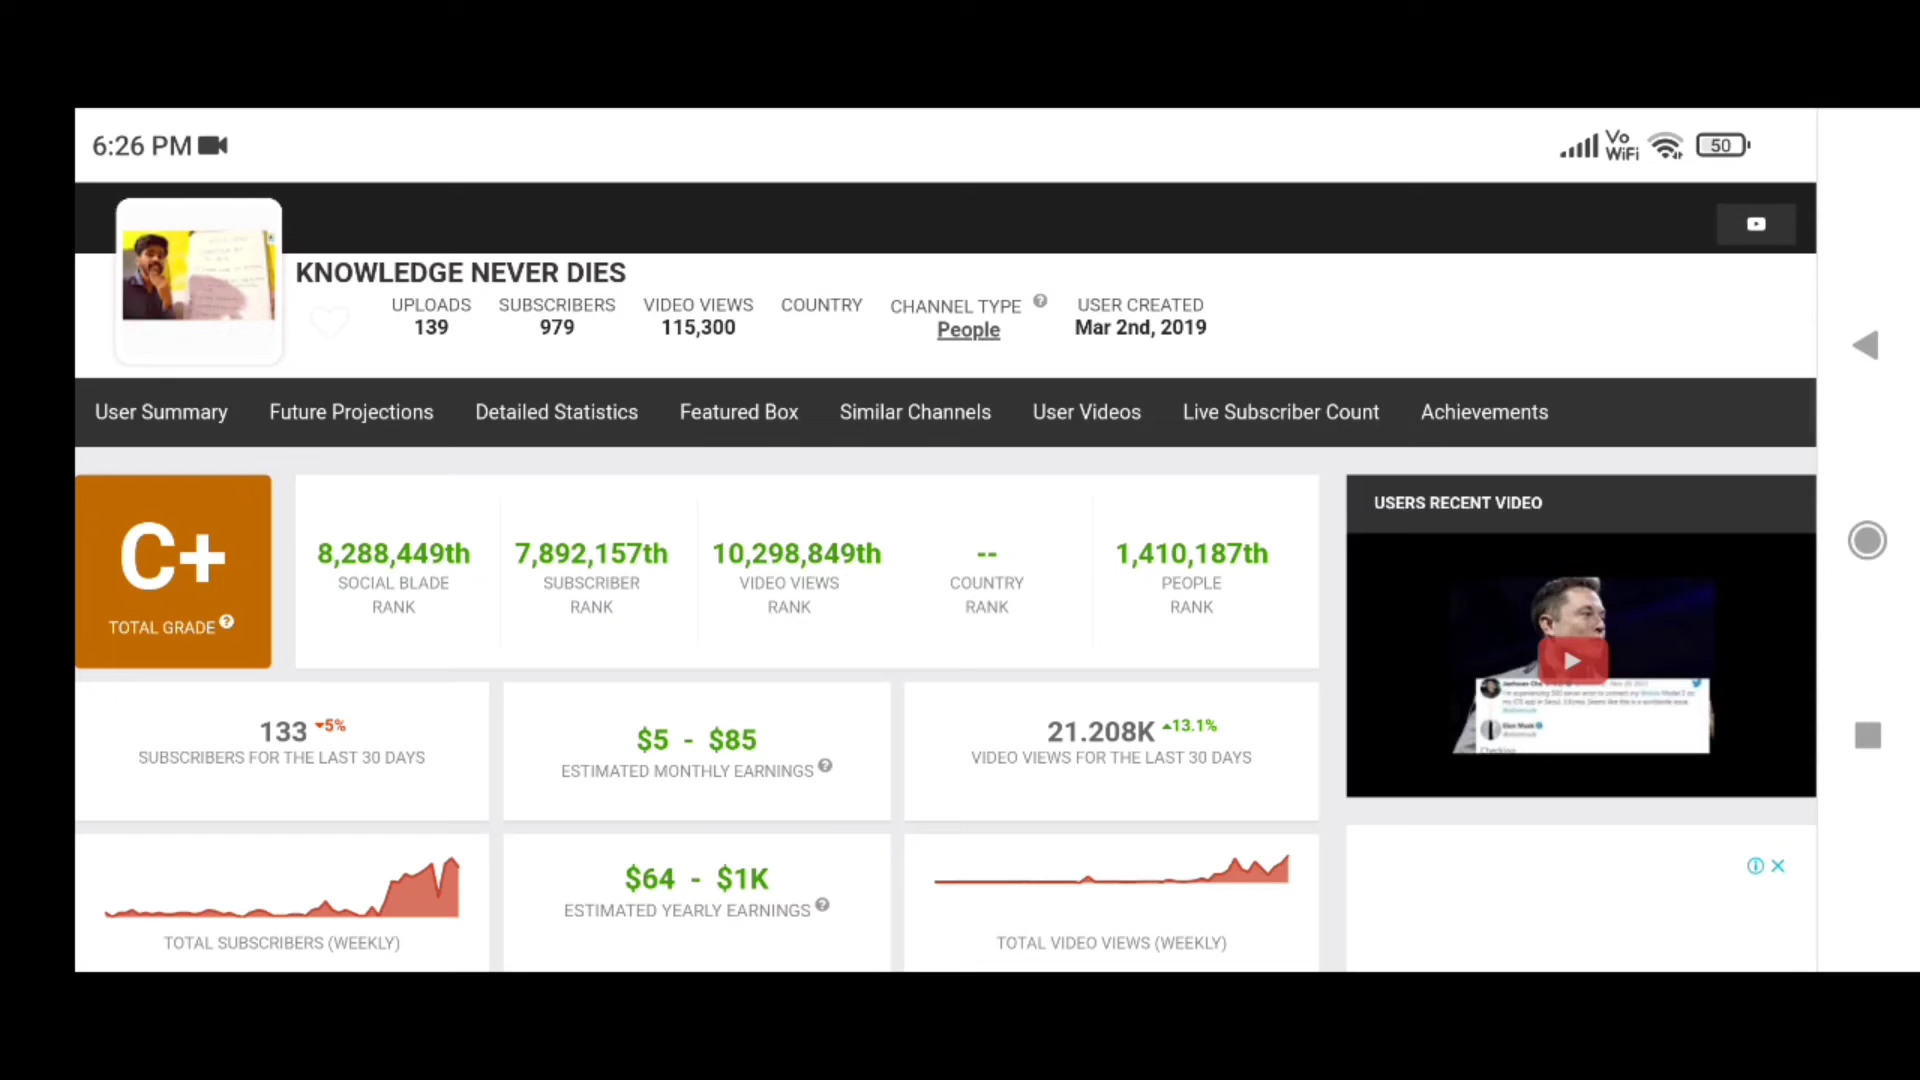 6:26 PM
Vo
WiFi
50
KNOWLEDGE NEVER DIES
UPLOADS SUBSCRIBERS VIDEO VIEWS COUNTRY CHANNEL TYPE USER CREATED
139 979 115,300 People Mar 2nd, 2019
User Summary Future Projections Detailed Statistics Featured Box Similar Channels User Videos Live Subscriber Count Achievements
C+
TOTAL GRADE
8,288,449th 7,892,157th 10,298,849th -- 1,410,187th
SOCIAL BLADE SUBSCRIBER VIDEO VIEWS COUNTRY PEOPLE
RANK RANK RANK RANK RANK
USERS RECENT VIDEO
133 5%
SUBSCRIBERS FOR THE LAST 30 DAYS
$5 - $85
ESTIMATED MONTHLY EARNINGS
21.208K 13.1%
VIDEO VIEWS FOR THE LAST 30 DAYS
Elon Musk
Checking
TOTAL SUBSCRIBERS (WEEKLY)
$64 - $1K
ESTIMATED YEARLY EARNINGS
TOTAL VIDEO VIEWS (WEEKLY)